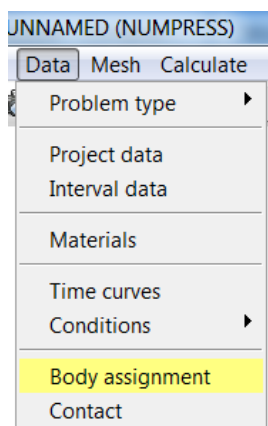 UNNAMED (NUMPRESS)
Data Mesh Calculate
Problem type
Project data
Interval data
Materials
Time curves
Conditions
Body assignment
Contact